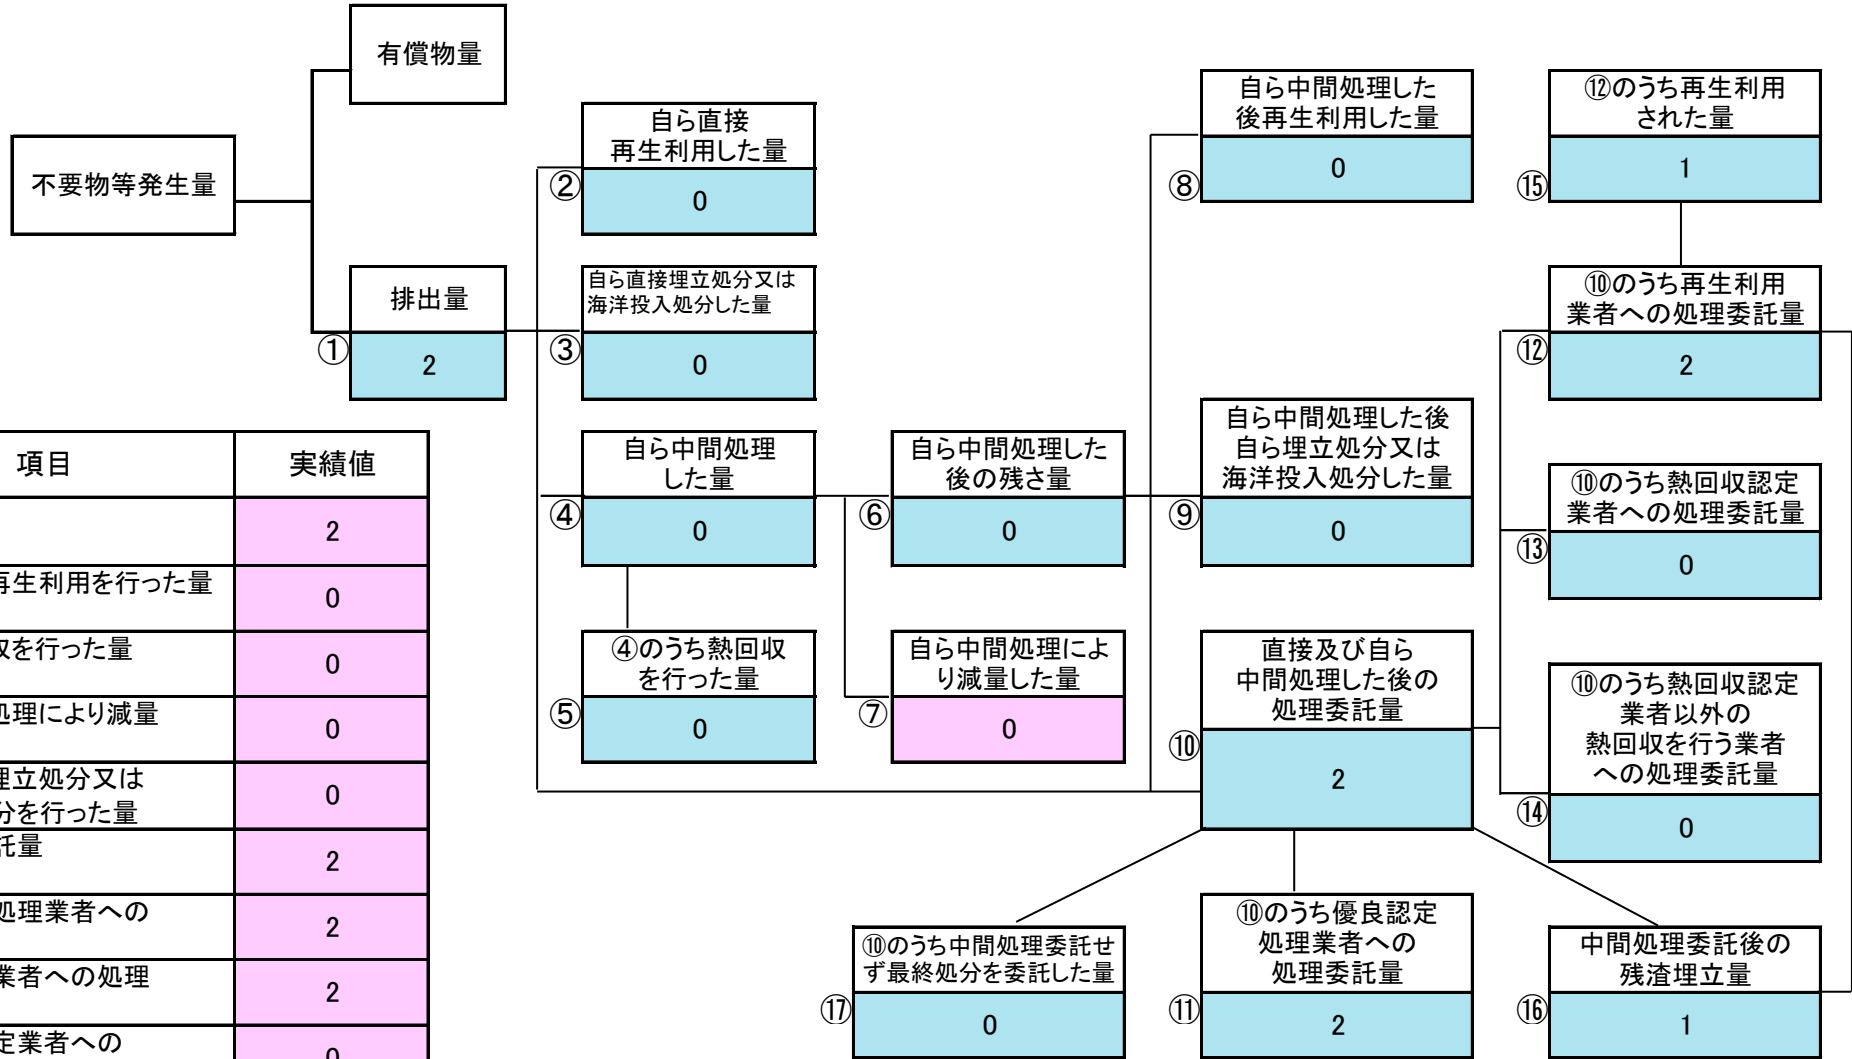 有償物量
不要物等発生量
排出量
①
2
自ら直接
再生利用した量
②
0
自ら直接埋立処分又は
海洋投入処分した量
③
0
自ら中間処理
した量
④
0
④のうち熱回収
を行った量
⑤
0
自ら中間処理した
後の残さ量
⑥
0
自ら中間処理によ
り減量した量
⑦
0
自ら中間処理した
後再生利用した量
⑧
0
自ら中間処理した後
自ら埋立処分又は
海洋投入処分した量
⑨
0
直接及び自ら
中間処理した後の
処理委託量
⑩
2
⑩のうち優良認定
処理業者への
処理委託量
⑪
2
⑫のうち再生利用
された量
⑮
1
⑩のうち再生利用
業者への処理委託量
⑫
2
⑩のうち熱回収認定
業者への処理委託量
⑬
0
⑩のうち熱回収認定
業者以外の
熱回収を行う業者
への処理委託量
⑭
0
中間処理委託後の
残渣埋立量
⑯
1
⑩のうち中間処理委託せ
ず最終処分を委託した量
⑰
0
項目 実績値
2
再生利用を行った量 0
を行った量 0
処理により減量 0
埋立処分又は
分を行った量 0
託量 2
処理業者への 2
業者への処理 2
定業者への 0